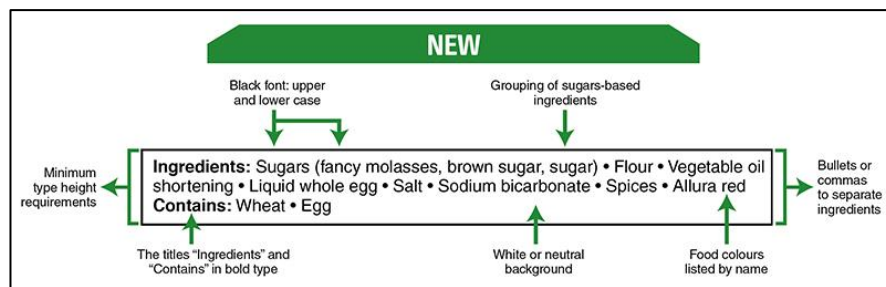 NEW
Black font: upper
and lower case
Grouping of sugars-based
ingredients
Minimum
type height
requirements
Ingredients: Sugars (fancy molasses, brown sugar, sugar) • Flour • Vegetable oil
shortening • Liquid whole egg • Salt • Sodium bicarbonate • Spices • Allura red
Contains: Wheat • Egg
Bullets or
commas
to separate
ingredients
The titles "Ingredients" and
"Contains" in bold type
White or neutral
background
Food colours
listed by name